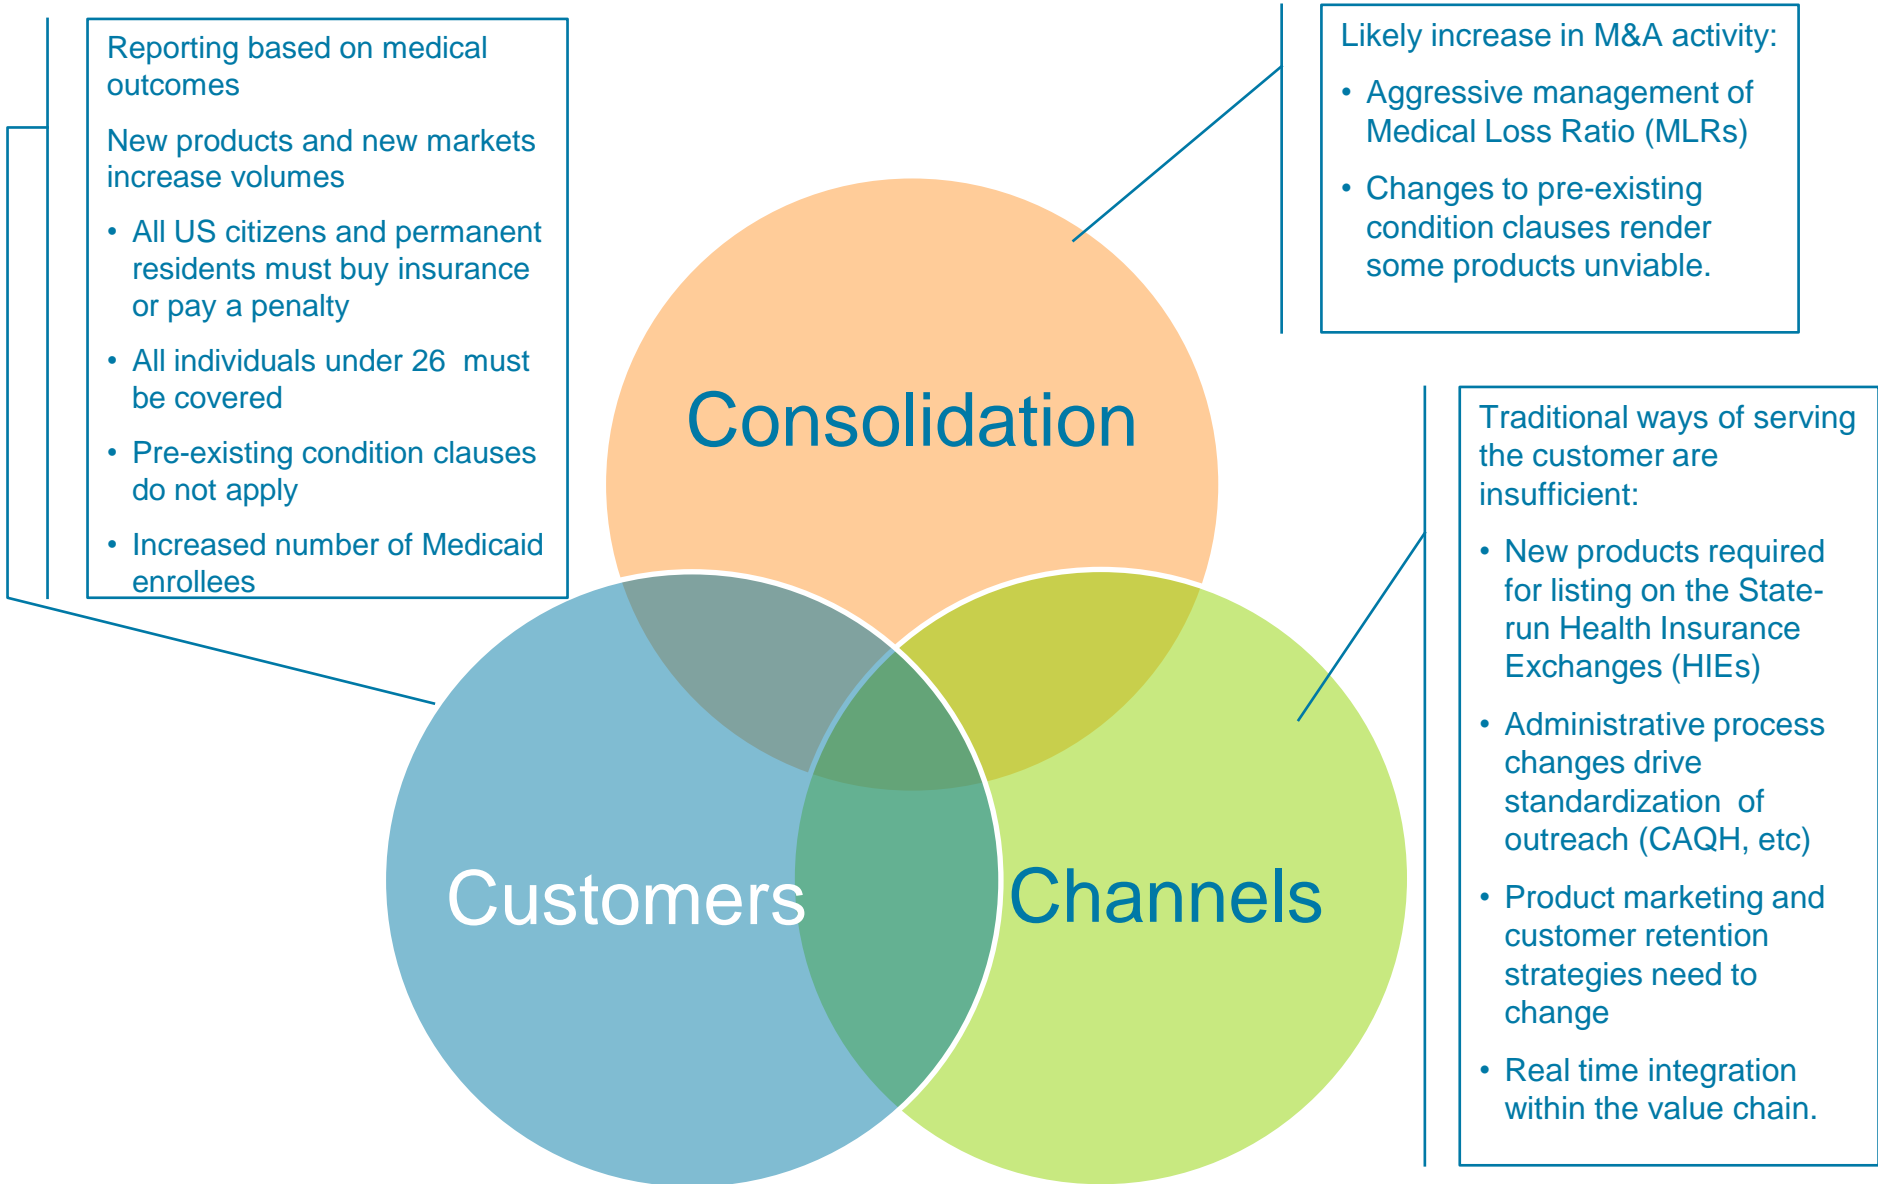 Reporting based on medical
outcomes
New products and new markets
increase volumes
• All US citizens and permanent
residents must buy insurance
or pay a penalty
• All individuals under 26 must
be covered
• Pre-existing condition clauses
do not apply
• Increased number of Medicaid
enrollees
Likely increase in M&A activity:
• Aggressive management of
Medical Loss Ratio (MLRs)
• Changes to pre-existing
condition clauses render
some products unviable.
Consolidation
Customers
Channels
Traditional ways of serving
the customer are
insufficient:
• New products required
for listing on the State-
run Health Insurance
Exchanges (HIEs)
• Administrative process
changes drive
standardization of
outreach (CAQH, etc)
• Product marketing and
customer retention
strategies need to
change
• Real time integration
within the value chain.